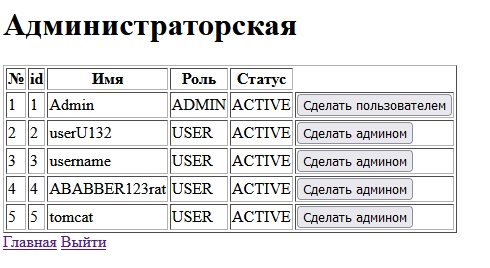 Администраторская
№ id Имя Роль Статус
1 1 Admin ADMIN ACTIVE Сделать пользователем
2 2 userU132 USER ACTIVE Сделать админом
3 3 username USER ACTIVE Сделать админом
4 4 ABABBER123rat USER ACTIVE Сделать админом
5 5 tomcat USER ACTIVE Сделать админом
Главная Выйти